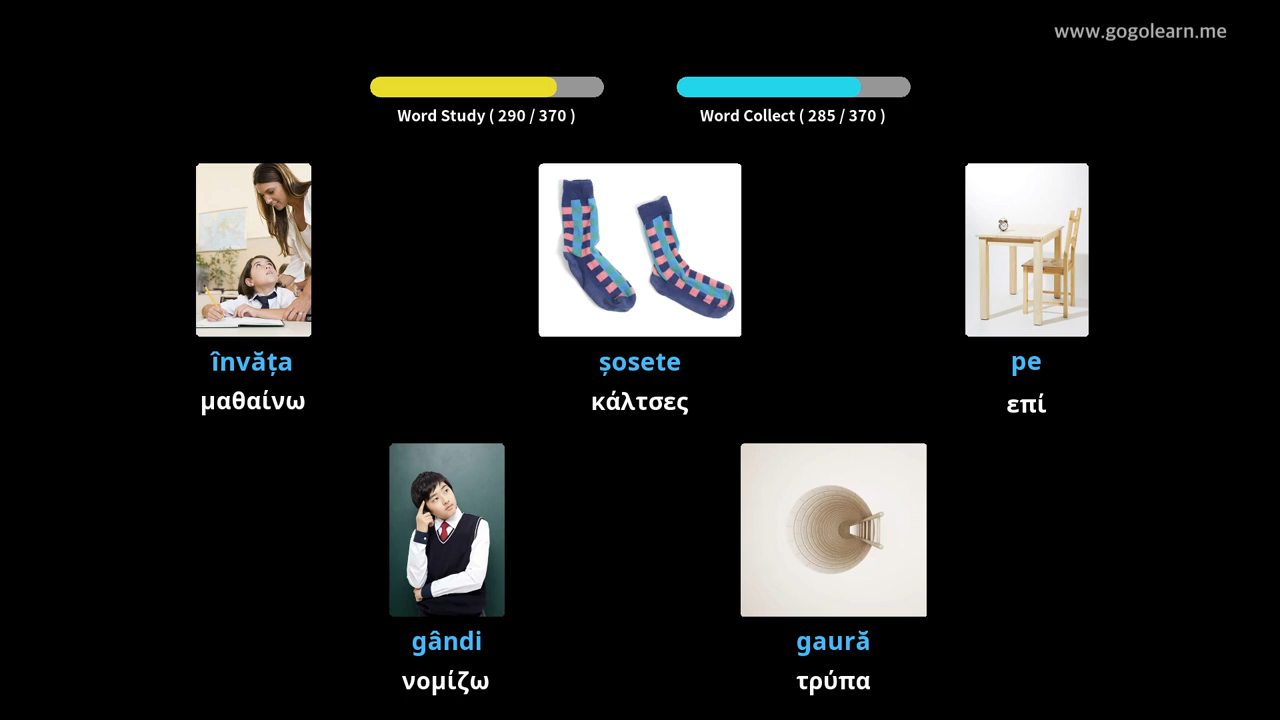 www.gogolearn.me
Word Study ( 290 / 370 )
Word Collect ( 285 / 370 )
învăța
șosete
pe
μαθαίνω
κάλτσες
επί
gândi
gaură
νομίζω
τρύπα